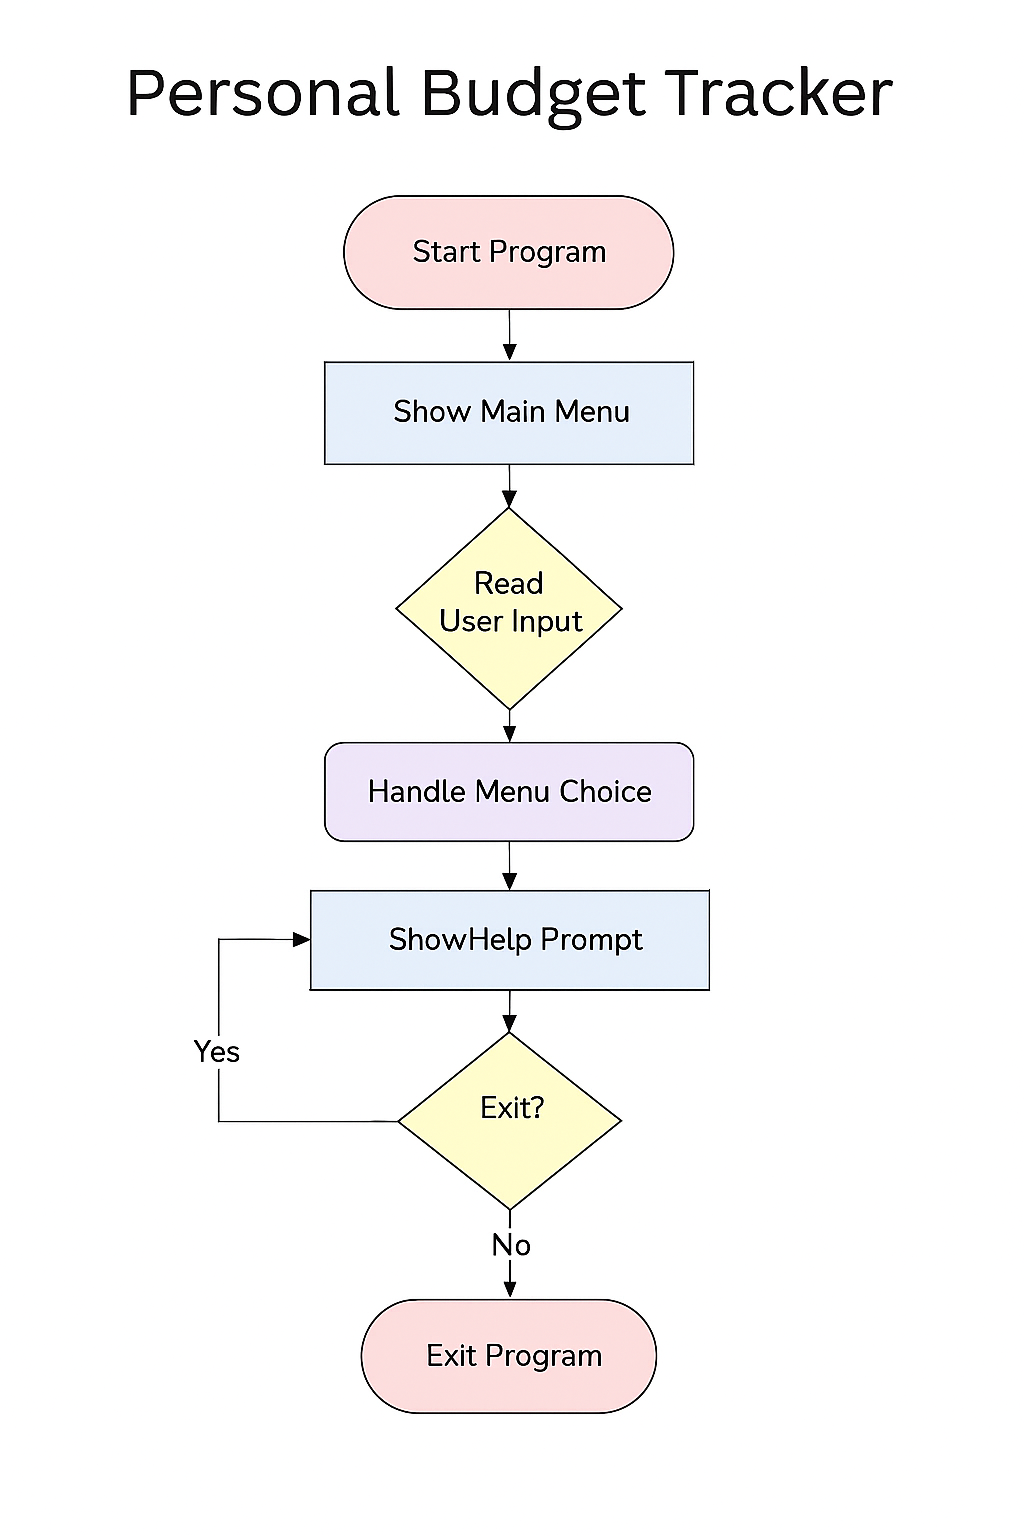 Personal Budget Tracker
Start Program
Show Main Menu
Read
User Input
Handle Menu Choice
ShowHelp Prompt
Yes
Exit?
No
Exit Program